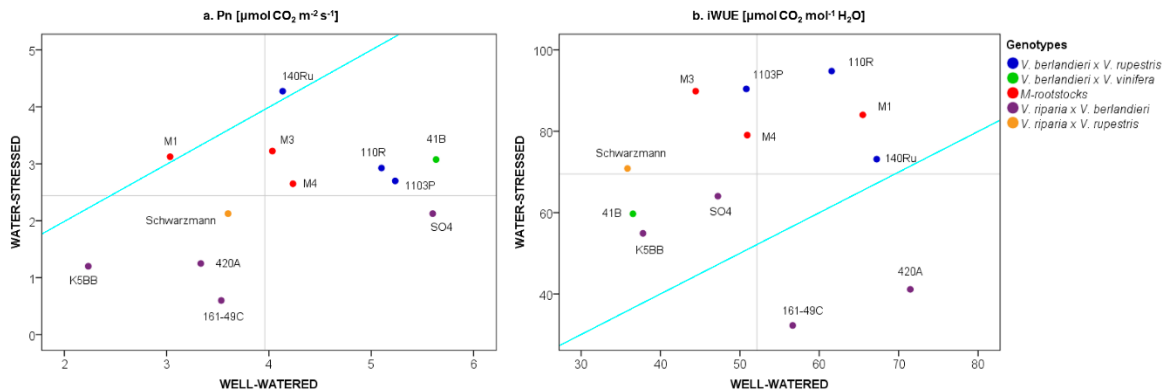 a. Pn [µmol CO2 m-2 s-1]
WATER-STRESSED
5
4
3
2
1
0
140Ru
M1
M3
41B
110R
M4
1103P
Schwarzmann
SO4
K5BB
420A
161-49C
2 3 4 5 6
WELL-WATERED
b. iWUE [µmol CO2 mol-1 H2O]
WATER-STRESSED
100
80
60
40
M3
1103P
110R
M1
M4
Schwarzmann
140Ru
41B
SO4
K5BB
420A
161-49C
30 40 50 60 70 80
WELL-WATERED
Genotypes
V. berlandieri x V. rupestris
V. berlandieri x V. vinifera
M-rootstocks
V. riparia x V. berlandieri
V. riparia x V. rupestris